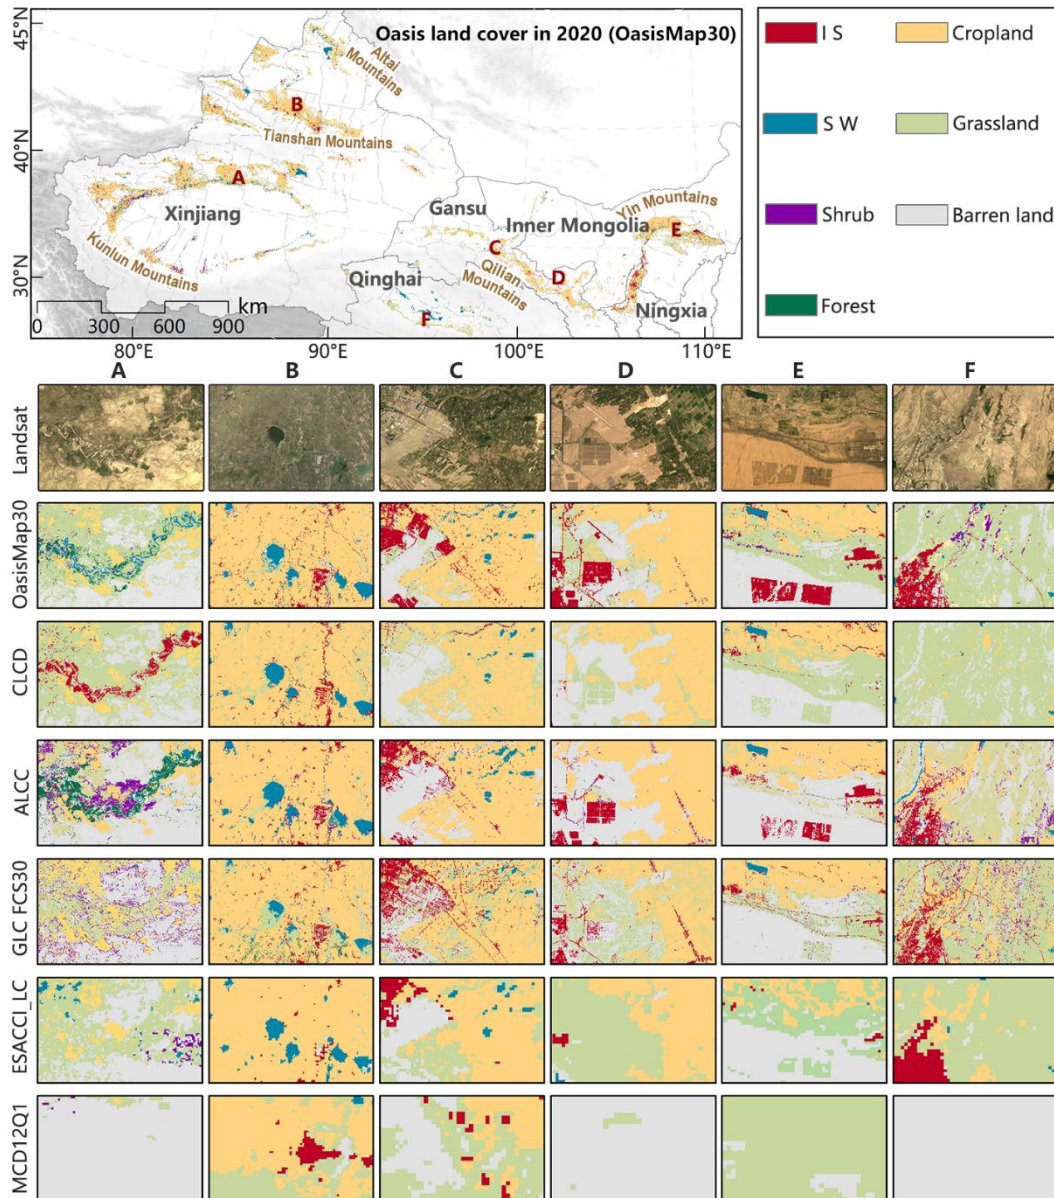 Oasis land cover in 2020 (OasisMap30)
45°N
40°N
30°N
Altai
Mountains
B
Tianshan Mountains
A
Xinjiang
Kunlun Mountains
Gansu
Inner Mongolia
Yin Mountains
E
C
D
Qilian
Mountains
Qinghai
F
Ningxia
km
0 300 600 900
80°E 90°E 100°E 110°E
I S
Cropland
S W
Grassland
Shrub
Barren land
Forest
A B C D E F
Landsat
OasisMap30
CLCD
ALCC
GLC FCS30
ESACCI_LC
MCD12Q1